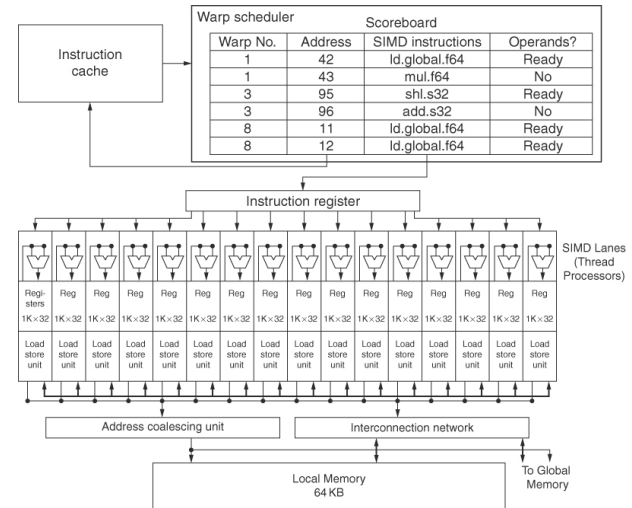 Warp scheduler
Scoreboard
Warp No. Address SIMD instructions Operands?
1 42 ld.global.f64 Ready
1 43 mul.f64 No
3 95 shl.s32 Ready
3 96 add.s32 No
8 11 ld.global.f64 Ready
8 12 ld.global.f64 Ready
Instruction
cache
Instruction register
SIMD Lanes
(Thread
Processors)
Regi- Reg Reg Reg Reg Reg Reg Reg Reg Reg Reg Reg Reg Reg Reg Reg
sters
1K×32 1K×32 1K×32 1K×32 1K×32 1K×32 1K×32 1K×32 1K×32 1K×32 1K×32 1K×32 1K×32 1K×32 1K×32 1K×32
Load Load Load Load Load Load Load Load Load Load Load Load Load Load Load Load
store store store store store store store store store store store store store store store store
unit unit unit unit unit unit unit unit unit unit unit unit unit unit unit unit
Address coalescing unit Interconnection network
To Global
Memory
Local Memory
64 KB